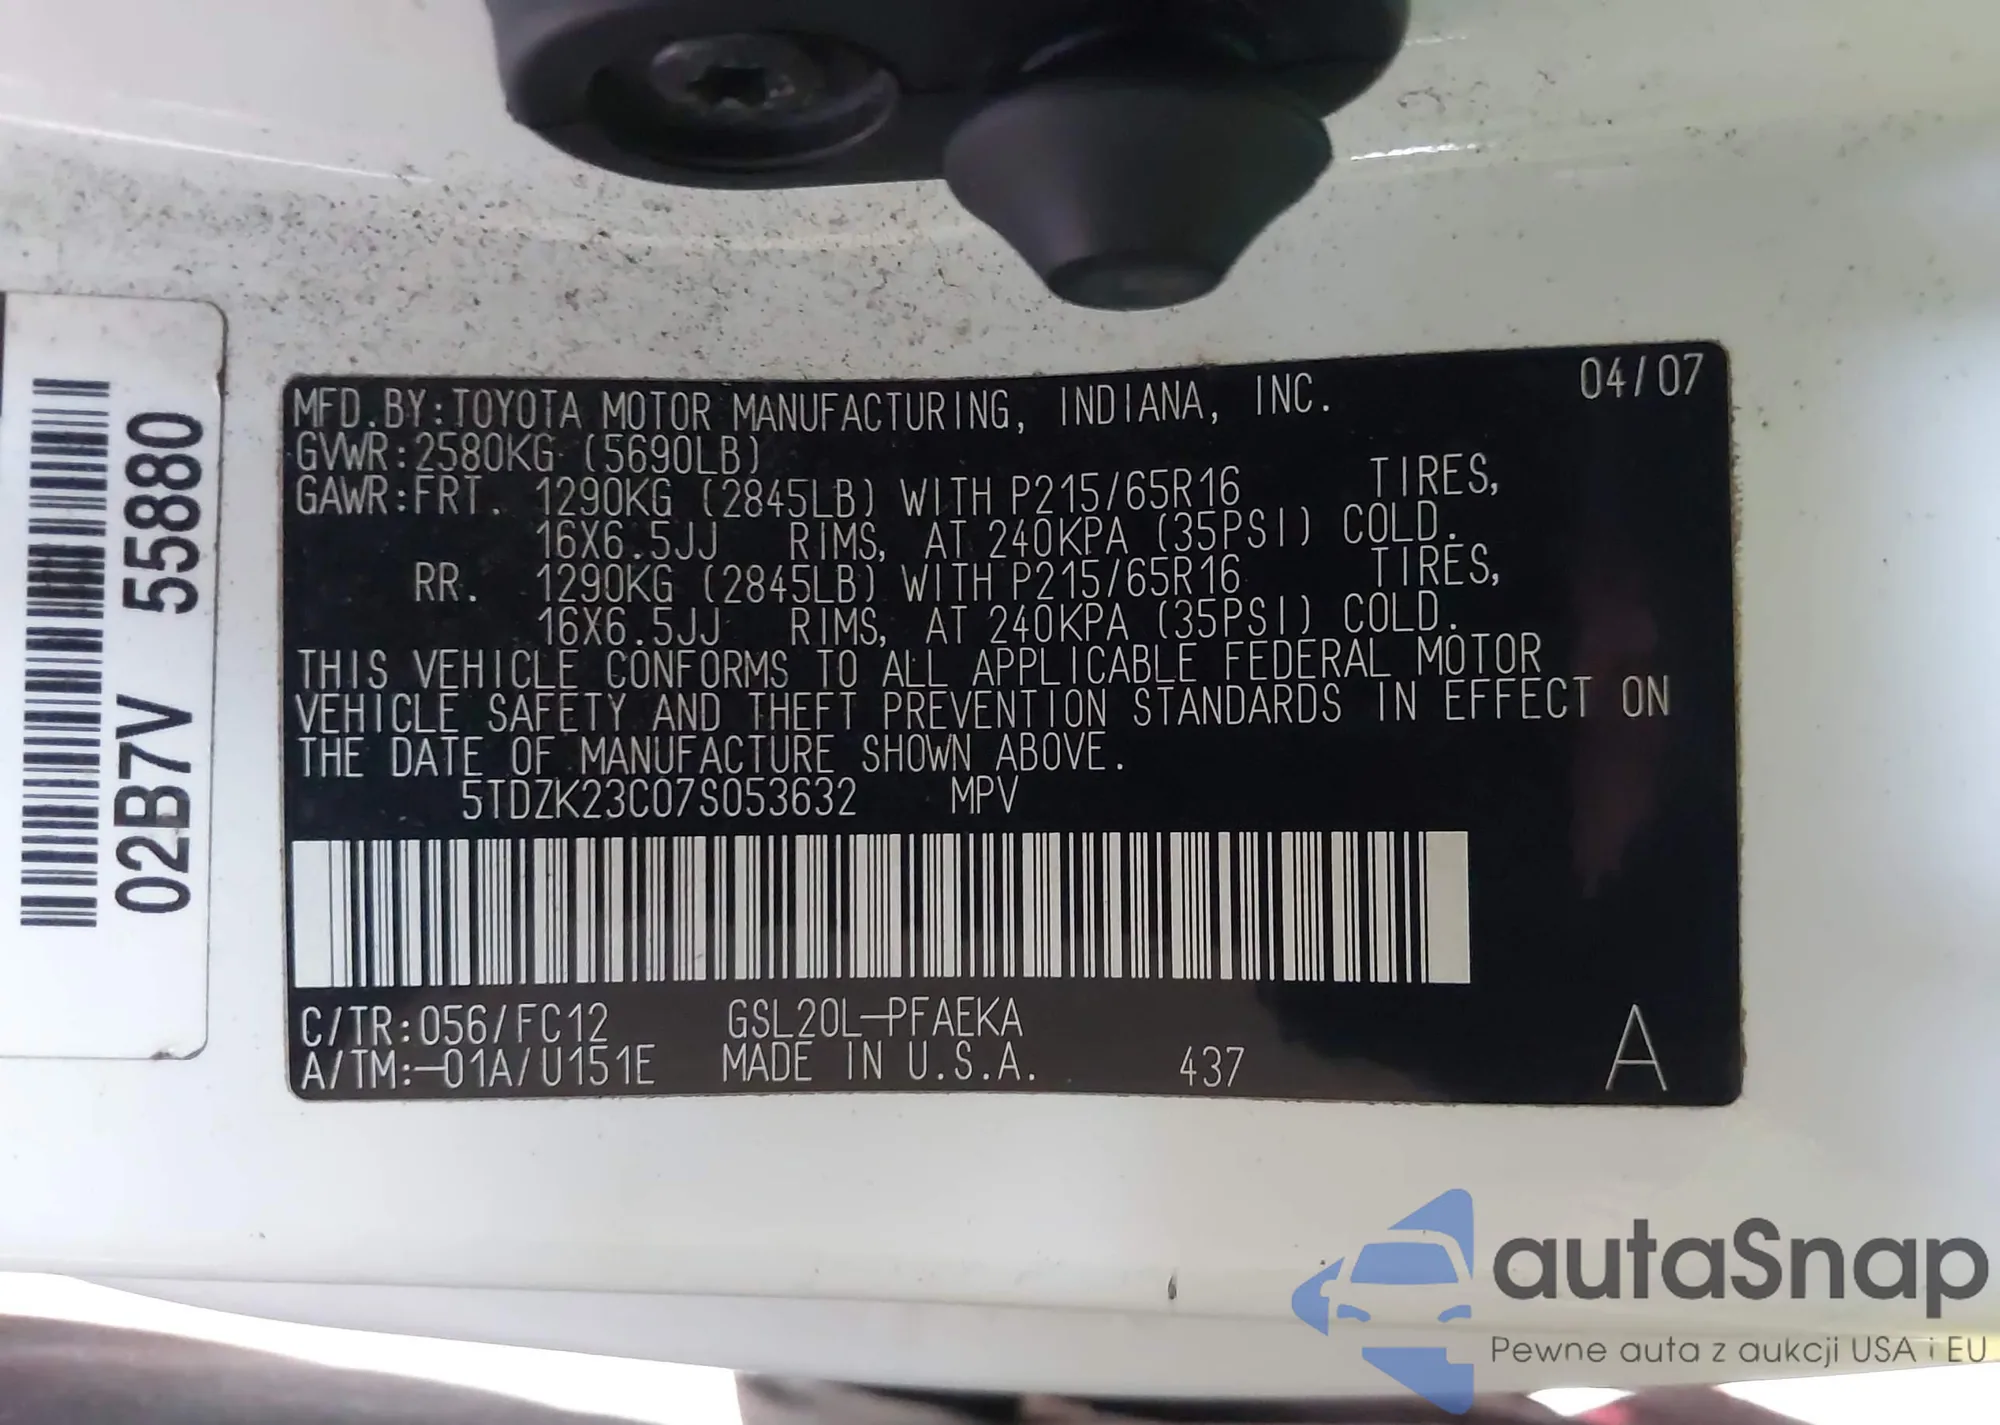 02B7V 55880
MFD.BY:TOYOTA MOTOR MANUFACTURING, INDIANA, INC. 04/07
GVWR:2580KG (5690LB)
GAWR:FRT. 1290KG (2845LB) WITH P215/65R16 TIRES,
16X6.5JJ RIMS, AT 240KPA (35PSI) COLD.
RR. 1290KG (2845LB) WITH P215/65R16 TIRES,
16X6.5JJ RIMS, AT 240KPA (35PSI) COLD.
THIS VEHICLE CONFORMS TO ALL APPLICABLE FEDERAL MOTOR
VEHICLE SAFETY AND THEFT PREVENTION STANDARDS IN EFFECT ON
THE DATE OF MANUFACTURE SHOWN ABOVE.
5TDZK23C07S053632 MPV
C/TR:056/FC12 GSL20L-PFAEKA
A/TM:-01A/U151E MADE IN U.S.A. 437 A
autaSnap
Pewne auta z aukcji USA i EU